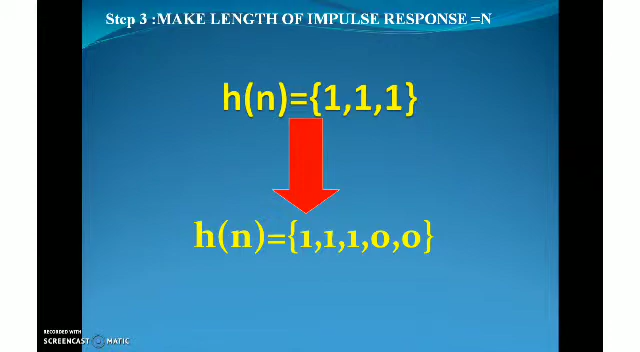 Step 3 :MAKE LENGTH OF IMPULSE RESPONSE =N
h(n)={1,1,1}
h(n)={1,1,1,0,0}
RECORDED WITH
SCREENCAST MATIC